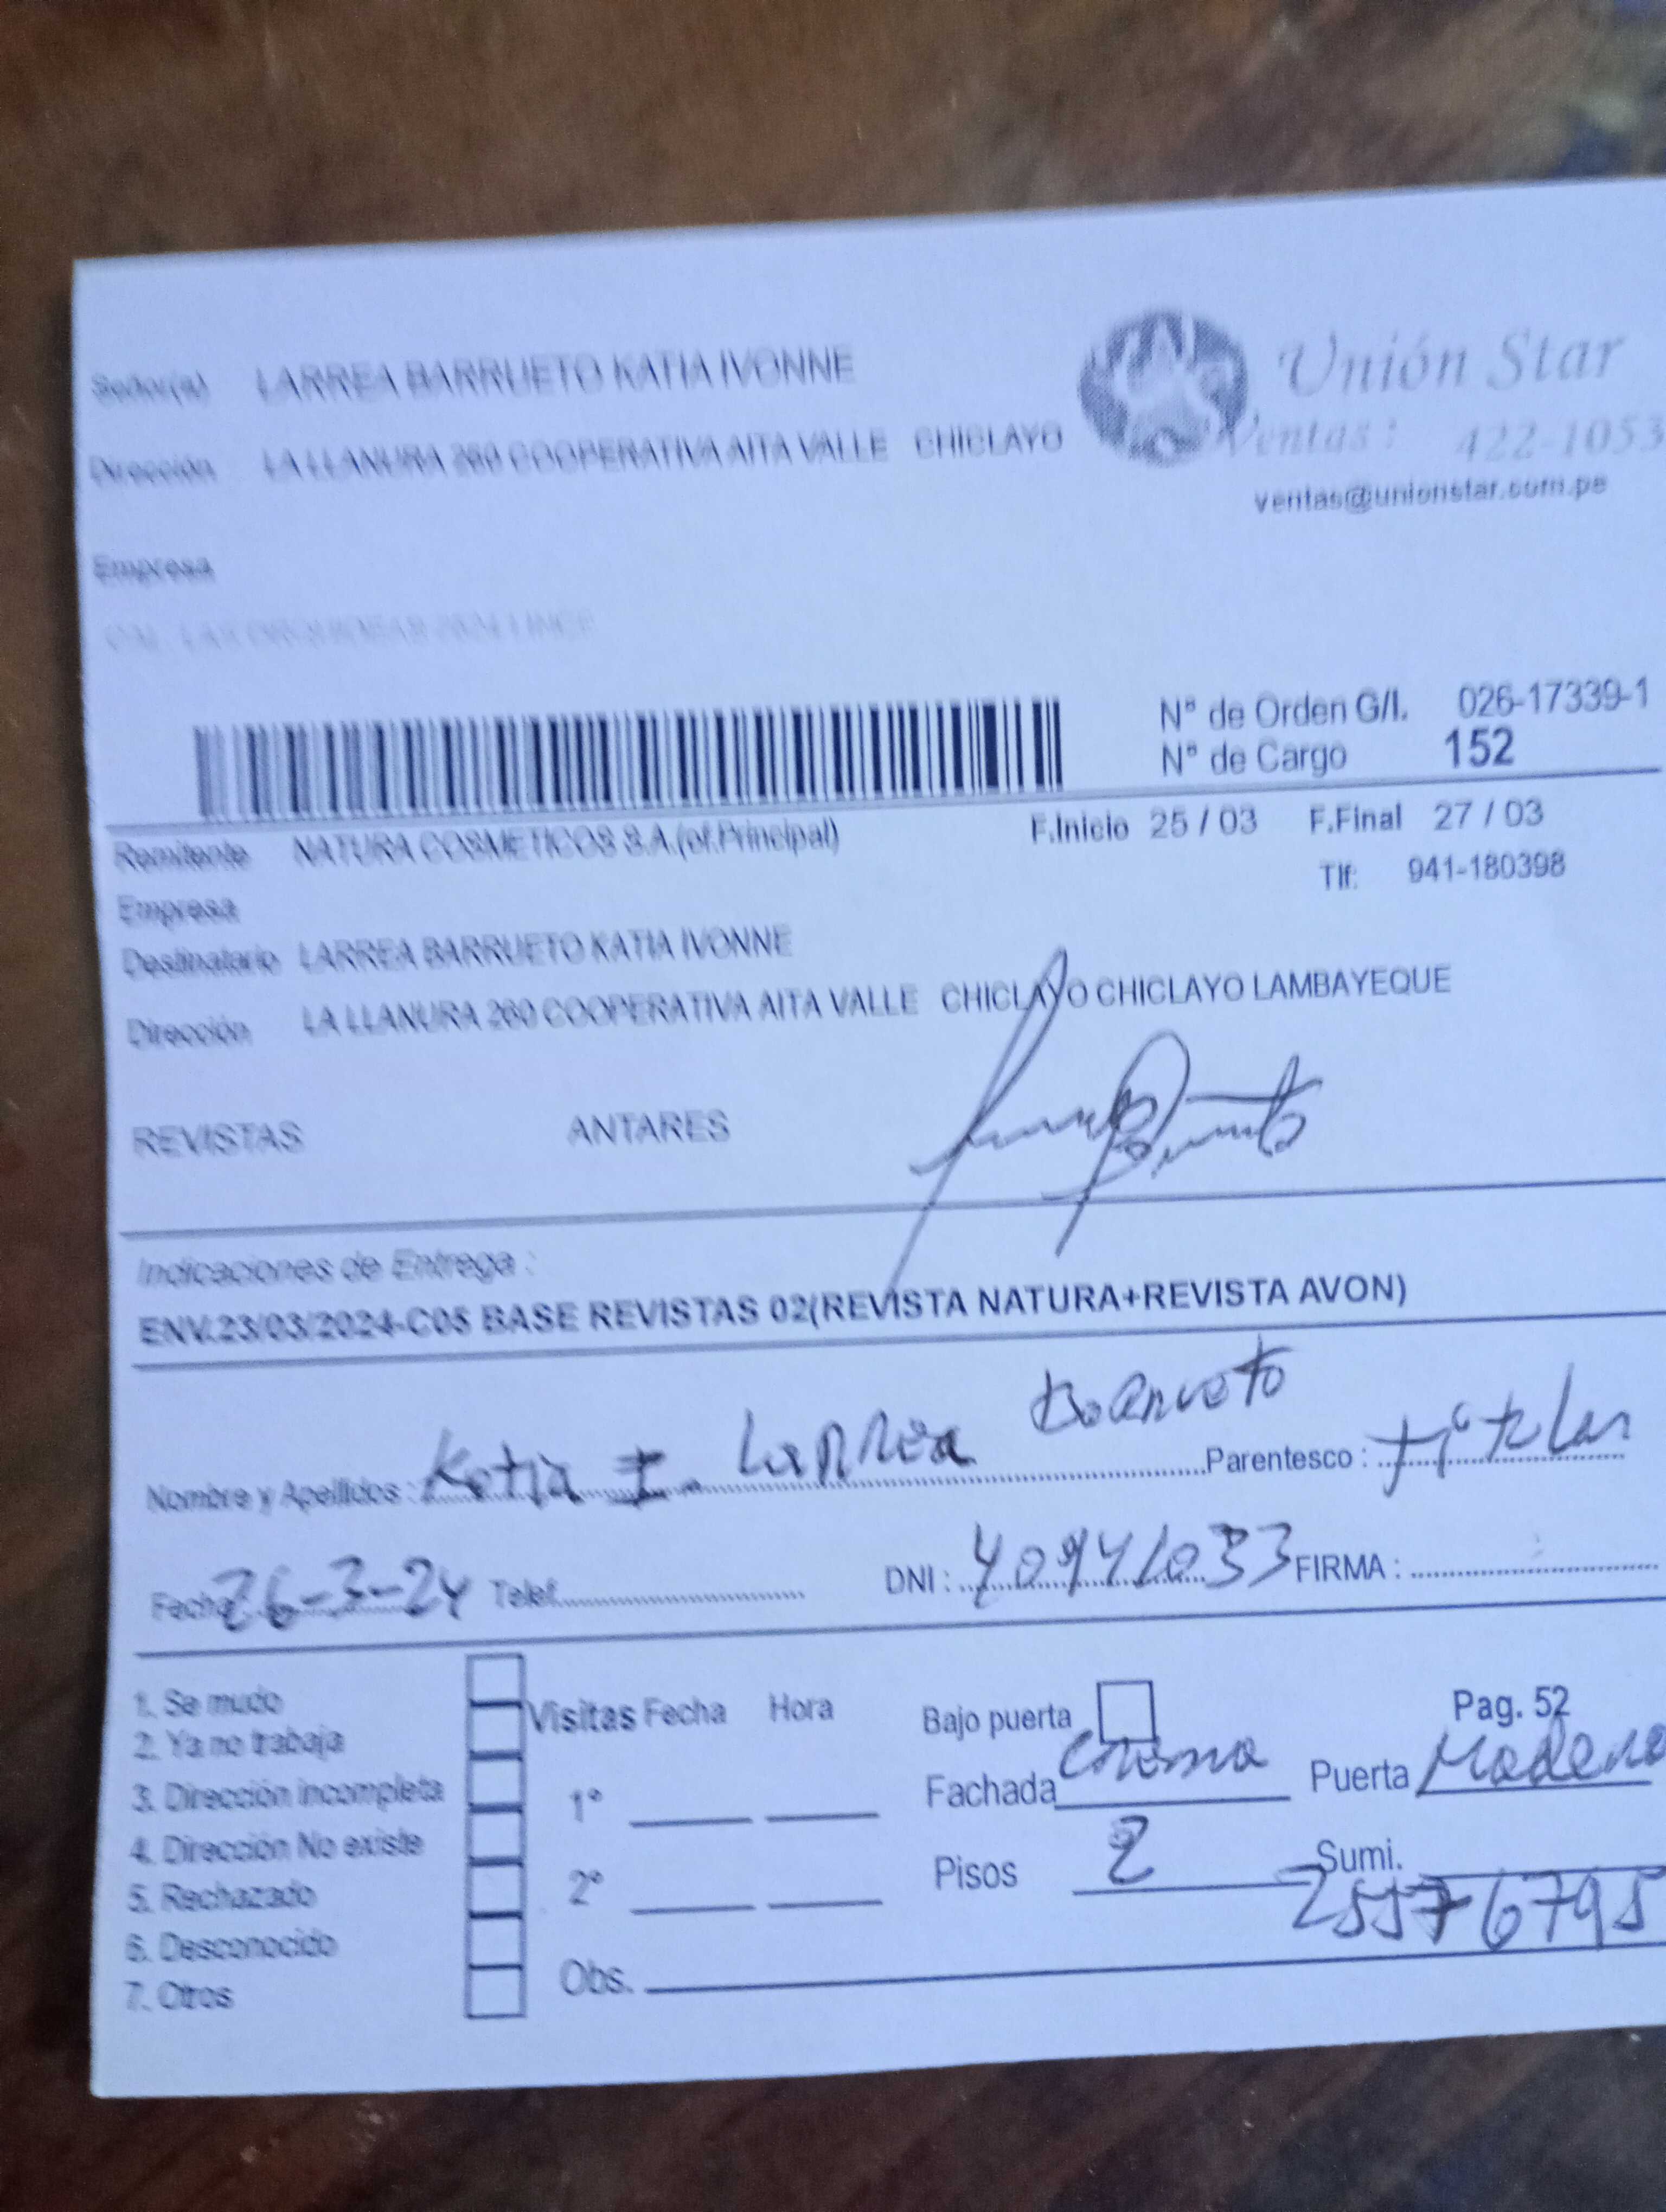 Señor(a) LARREA BARRUETO KATIA IVONNE
Unión Star
Dirección LA LLANURA 260 COOPERATIVA AITA VALLE CHICLAYO
Ventas: 422-1053
ventas@unionstar.com.pe
Empresa
N° de Orden G/I. 026-17339-1
N° de Cargo 152
Remitente NATURA COSMETICOS S.A.(of.Principal) F.Inicio 25 / 03 F.Final 27 / 03
Empresa Tlf: 941-180398
Destinatario LARREA BARRUETO KATIA IVONNE
Dirección LA LLANURA 260 COOPERATIVA AITA VALLE CHICLAYO CHICLAYO LAMBAYEQUE
REVISTAS ANTARES
Indicaciones de Entrega :
ENV.23/03/2024-C05 BASE REVISTAS 02(REVISTA NATURA+REVISTA AVON)
Nombre y Apellidos : Katia I. Larrea Barrueto Parentesco : titular
Fecha 26-3-24 Telef. DNI : 40941033 FIRMA :
1. Se mudo
2. Ya no trabaja
3. Dirección incompleta
4. Dirección No existe
5. Rechazado
6. Desconocido
7. Otros
Visitas Fecha Hora
1°
2°
Obs.
Bajo puerta Pag. 52
Fachada crema Puerta Madera
Pisos 2 Sumi. 25576795